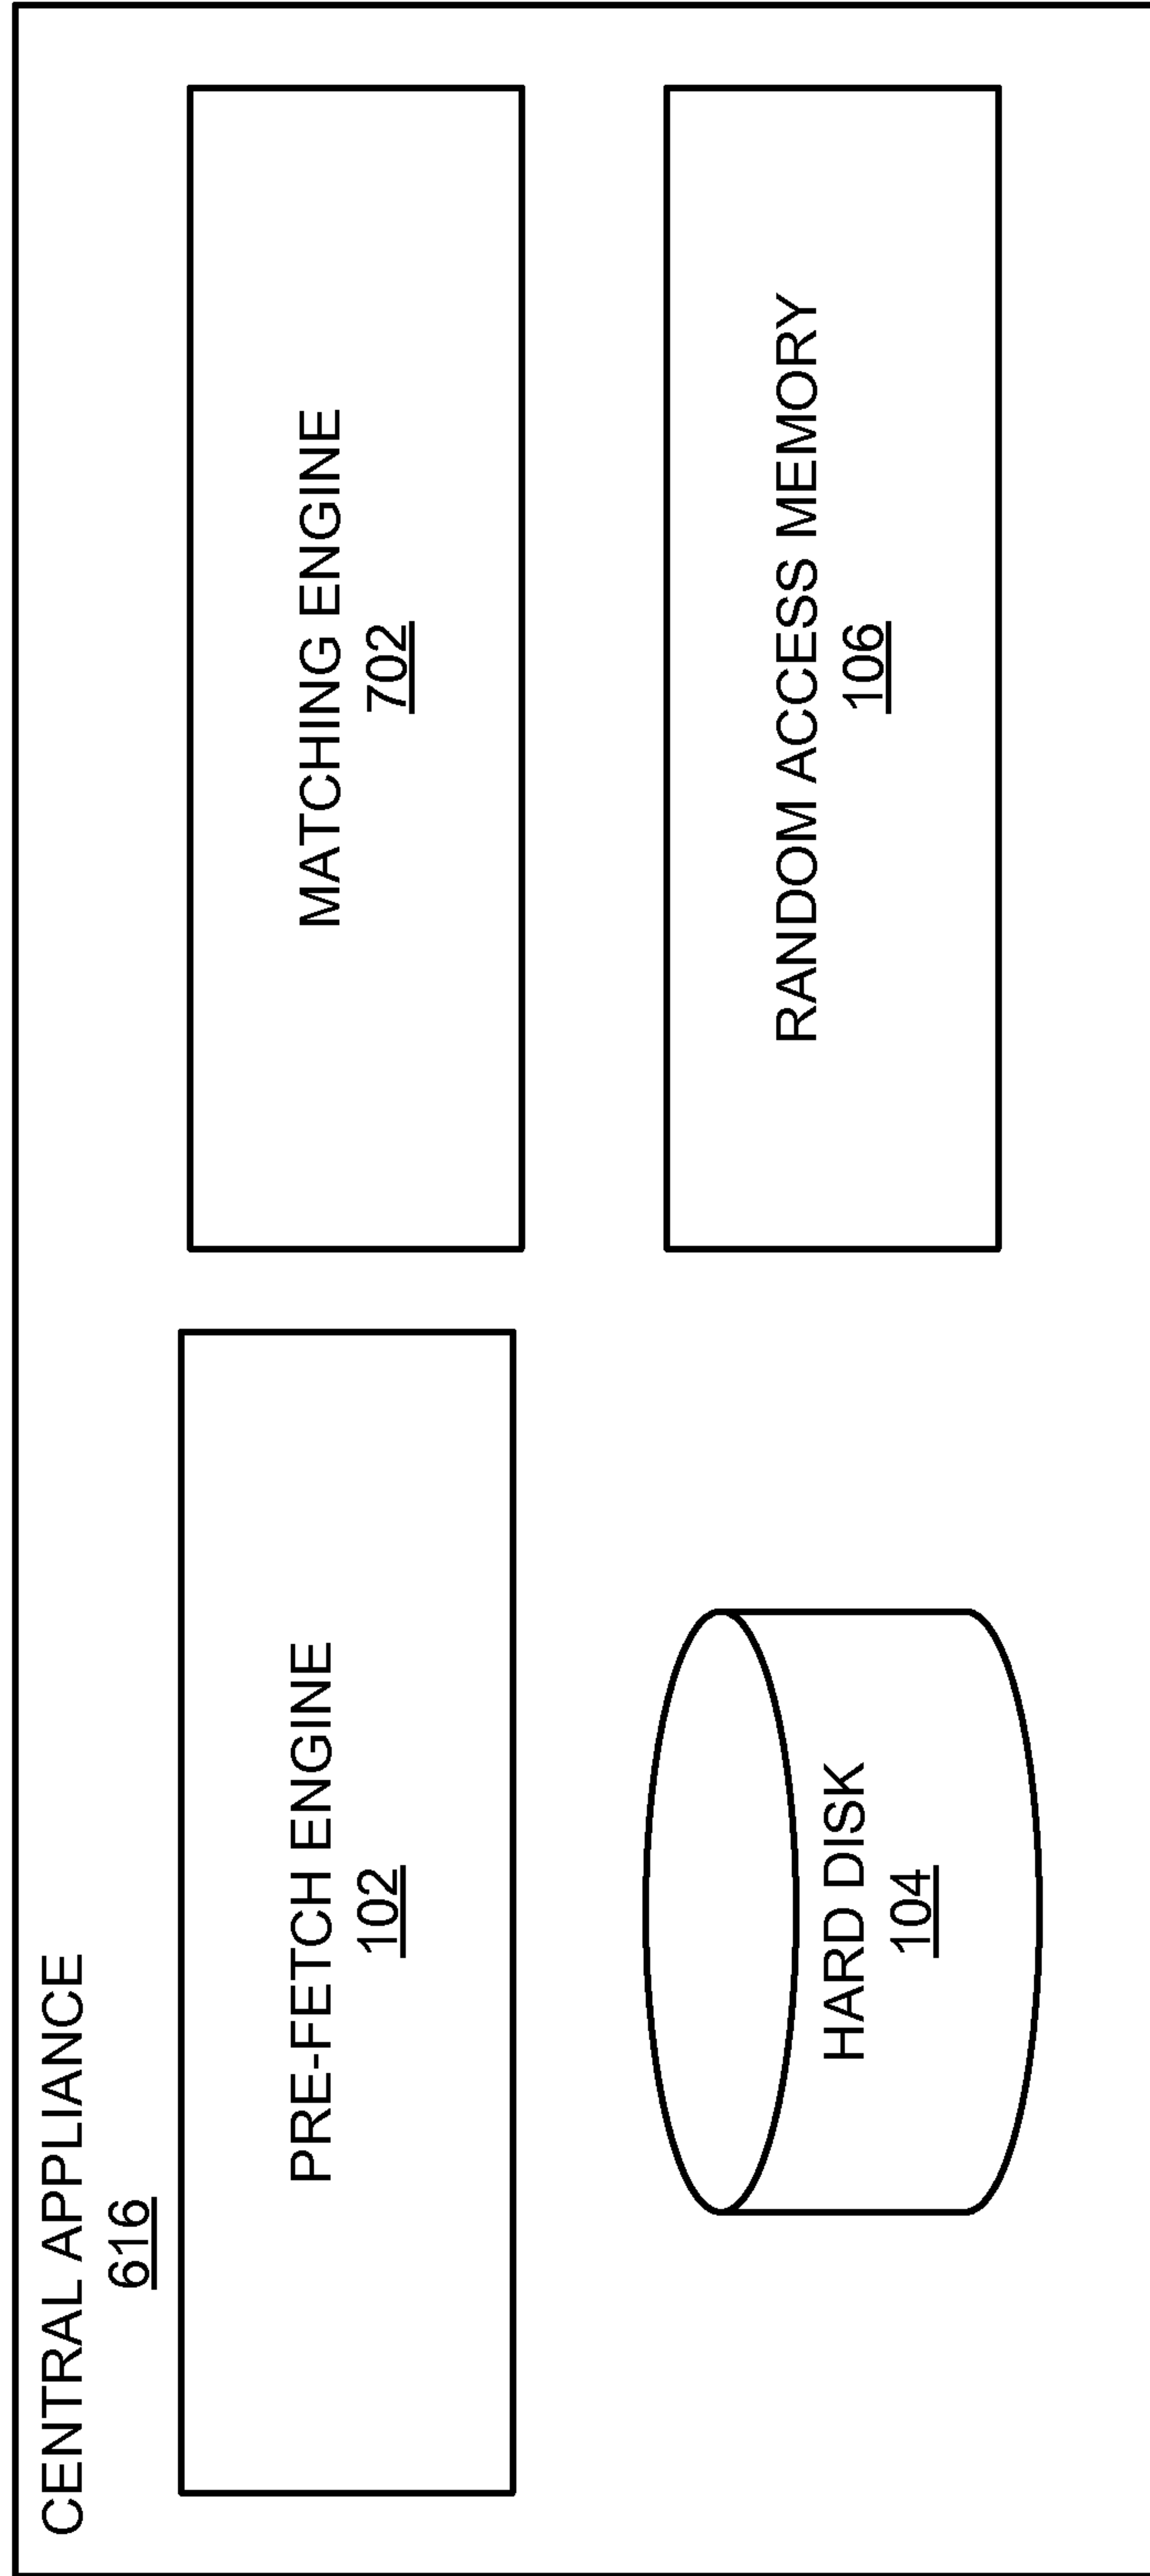 CENTRAL APPLIANCE
616
PRE-FETCH ENGINE
102
MATCHING ENGINE
702
HARD DISK
104
RANDOM ACCESS MEMORY
106